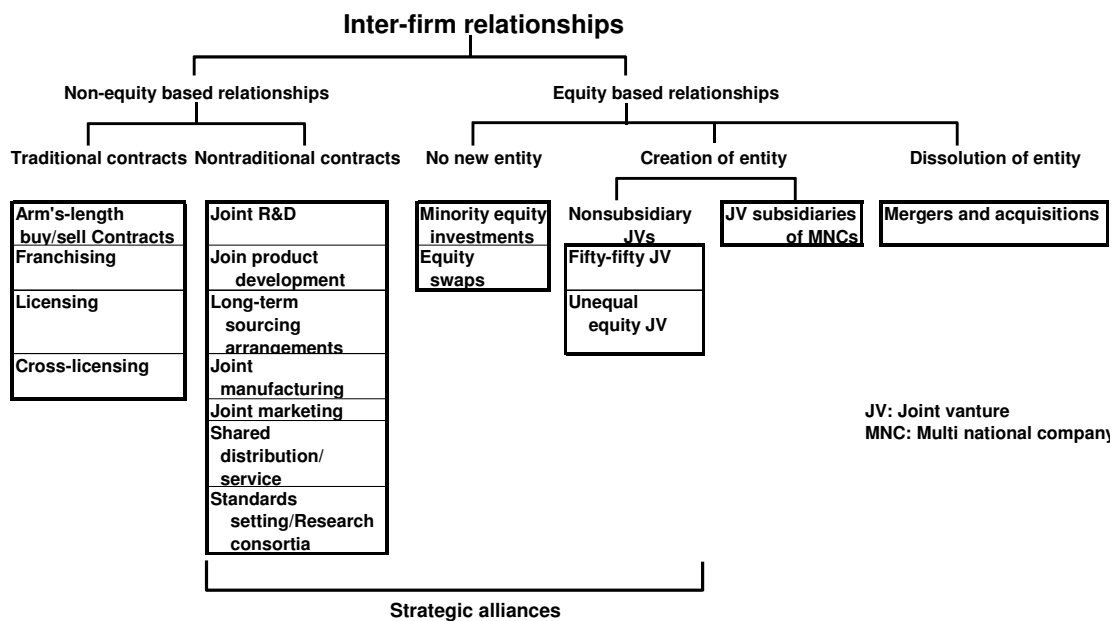 Inter-firm relationships
Non-equity based relationships
Equity based relationships
Traditional contracts
Nontraditional contracts
No new entity
Creation of entity
Dissolution of entity
Arm's-length
buy/sell Contracts
Franchising
Licensing
Cross-licensing
Joint R&D
Join product
development
Long-term
sourcing
arrangements
Joint
manufacturing
Joint marketing
Shared
distribution/
service
Standards
setting/Research
consortia
Minority equity
investments
Equity
swaps
Nonsubsidiary
JVs
Fifty-fifty JV
Unequal
equity JV
JV subsidiaries
of MNCs
Mergers and acquisitions
JV: Joint vanture
MNC: Multi national company
Strategic alliances